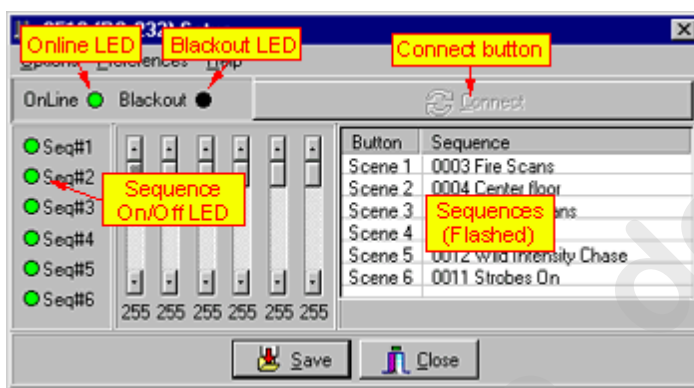 Online LED
Blackout LED
Connect button
Help
OnLine
Blackout
Connect
Seq#1
Seq#2
Seq#3
Seq#4
Seq#5
Seq#6
Sequence
On/Off LED
255 255 255 255 255 255
Button Sequence
Scene 1 0003 Fire Scans
Scene 2 0004 Center floor
Scene 3
Scene 4
Scene 5 0012 Wild Intensity Chase
Scene 6 0011 Strobes On
Sequences
(Flashed)
Save
Close